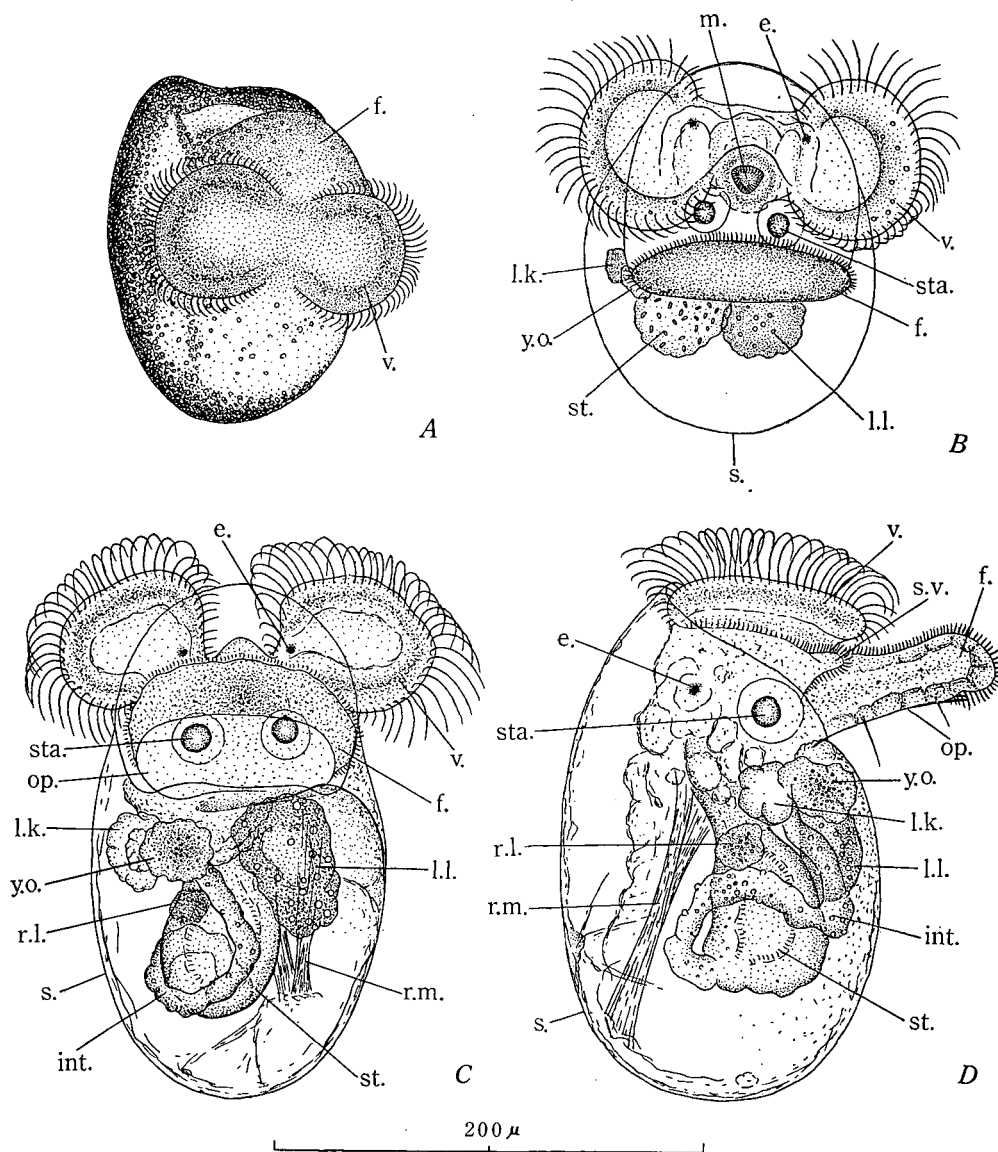 f.
v.
A
m.
e.
l.k.
v.
sta.
f.
y.o.
st.
l.l.
s.
B
e.
sta.
op.
v.
f.
l.k.
y.o.
l.l.
r.l.
s.
r.m.
int.
st.
C
v.
s.v.
f.
e.
sta.
op.
y.o.
l.k.
r.l.
l.l.
r.m.
int.
s.
st.
D
200 μ